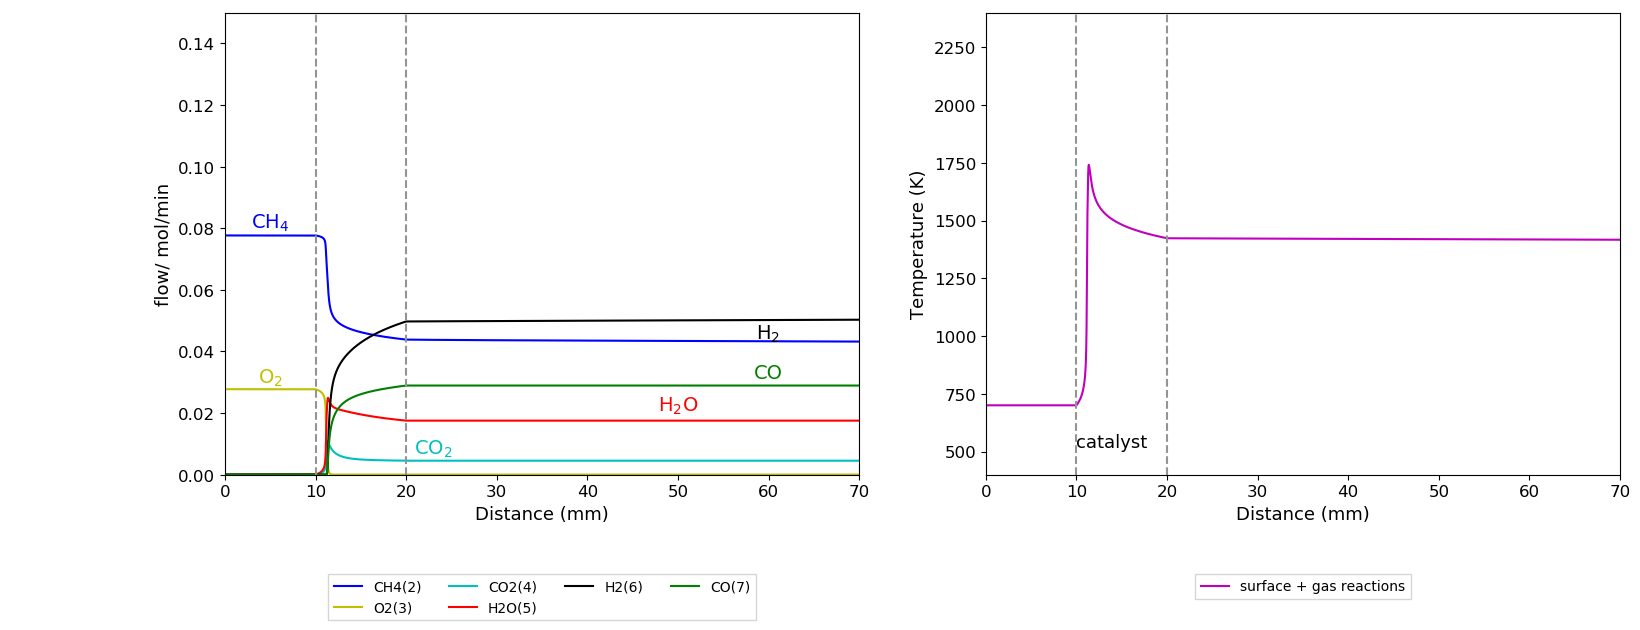 0.14
0.12
0.10
0.08
0.06
0.04
0.02
0.00
flow/ mol/min
CH4
O2
H2
CO
H2O
CO2
0 10 20 30 40 50 60 70
Distance (mm)
CH4(2) CO2(4) H2(6) CO(7)
O2(3) H2O(5)
2250
2000
1750
1500
1250
1000
750
500
Temperature (K)
catalyst
0 10 20 30 40 50 60 70
Distance (mm)
surface + gas reactions